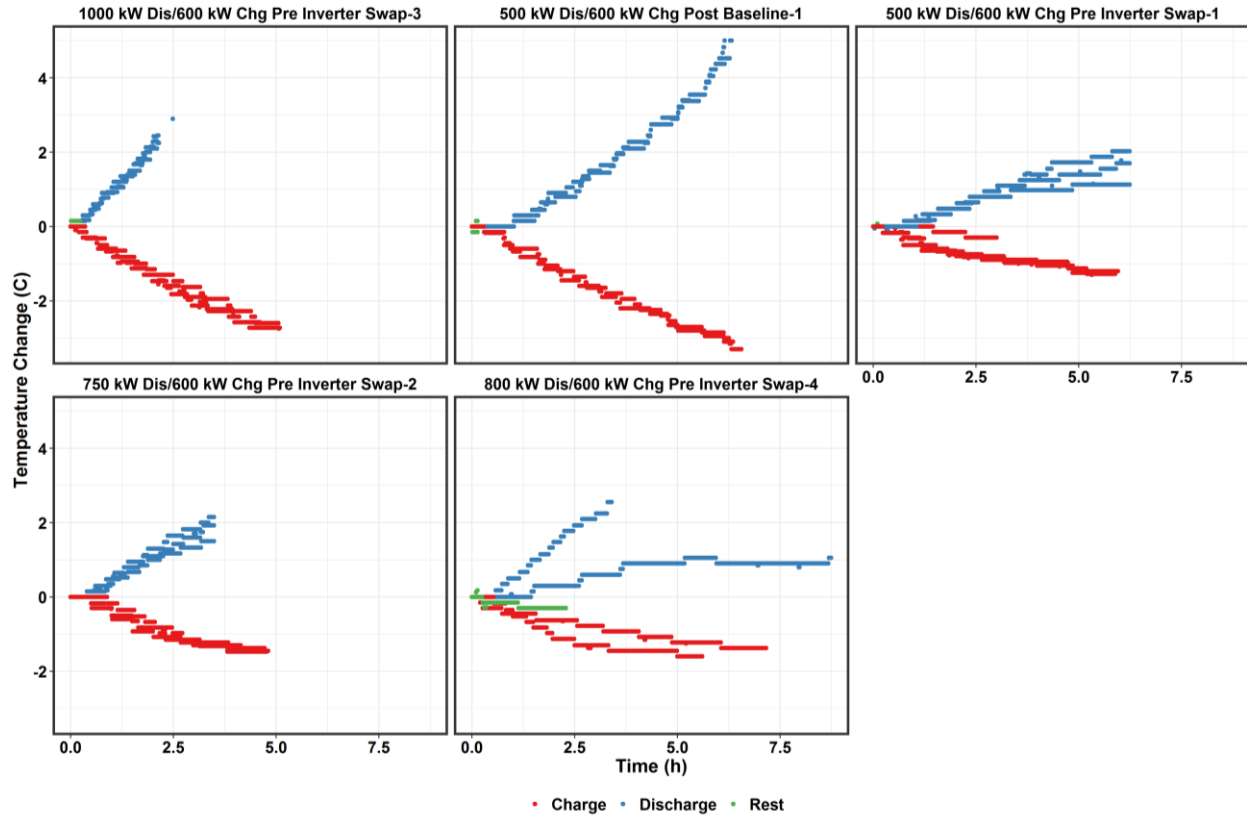 1000 kW Dis/600 kW Chg Pre Inverter Swap-3
500 kW Dis/600 kW Chg Post Baseline-1
500 kW Dis/600 kW Chg Pre Inverter Swap-1
4
2
0
-2
0.0 2.5 5.0 7.5
750 kW Dis/600 kW Chg Pre Inverter Swap-2
800 kW Dis/600 kW Chg Pre Inverter Swap-4
Temperature Change (C)
4
2
0
-2
0.0 2.5 5.0 7.5
0.0 2.5 5.0 7.5
Time (h)
Charge Discharge Rest